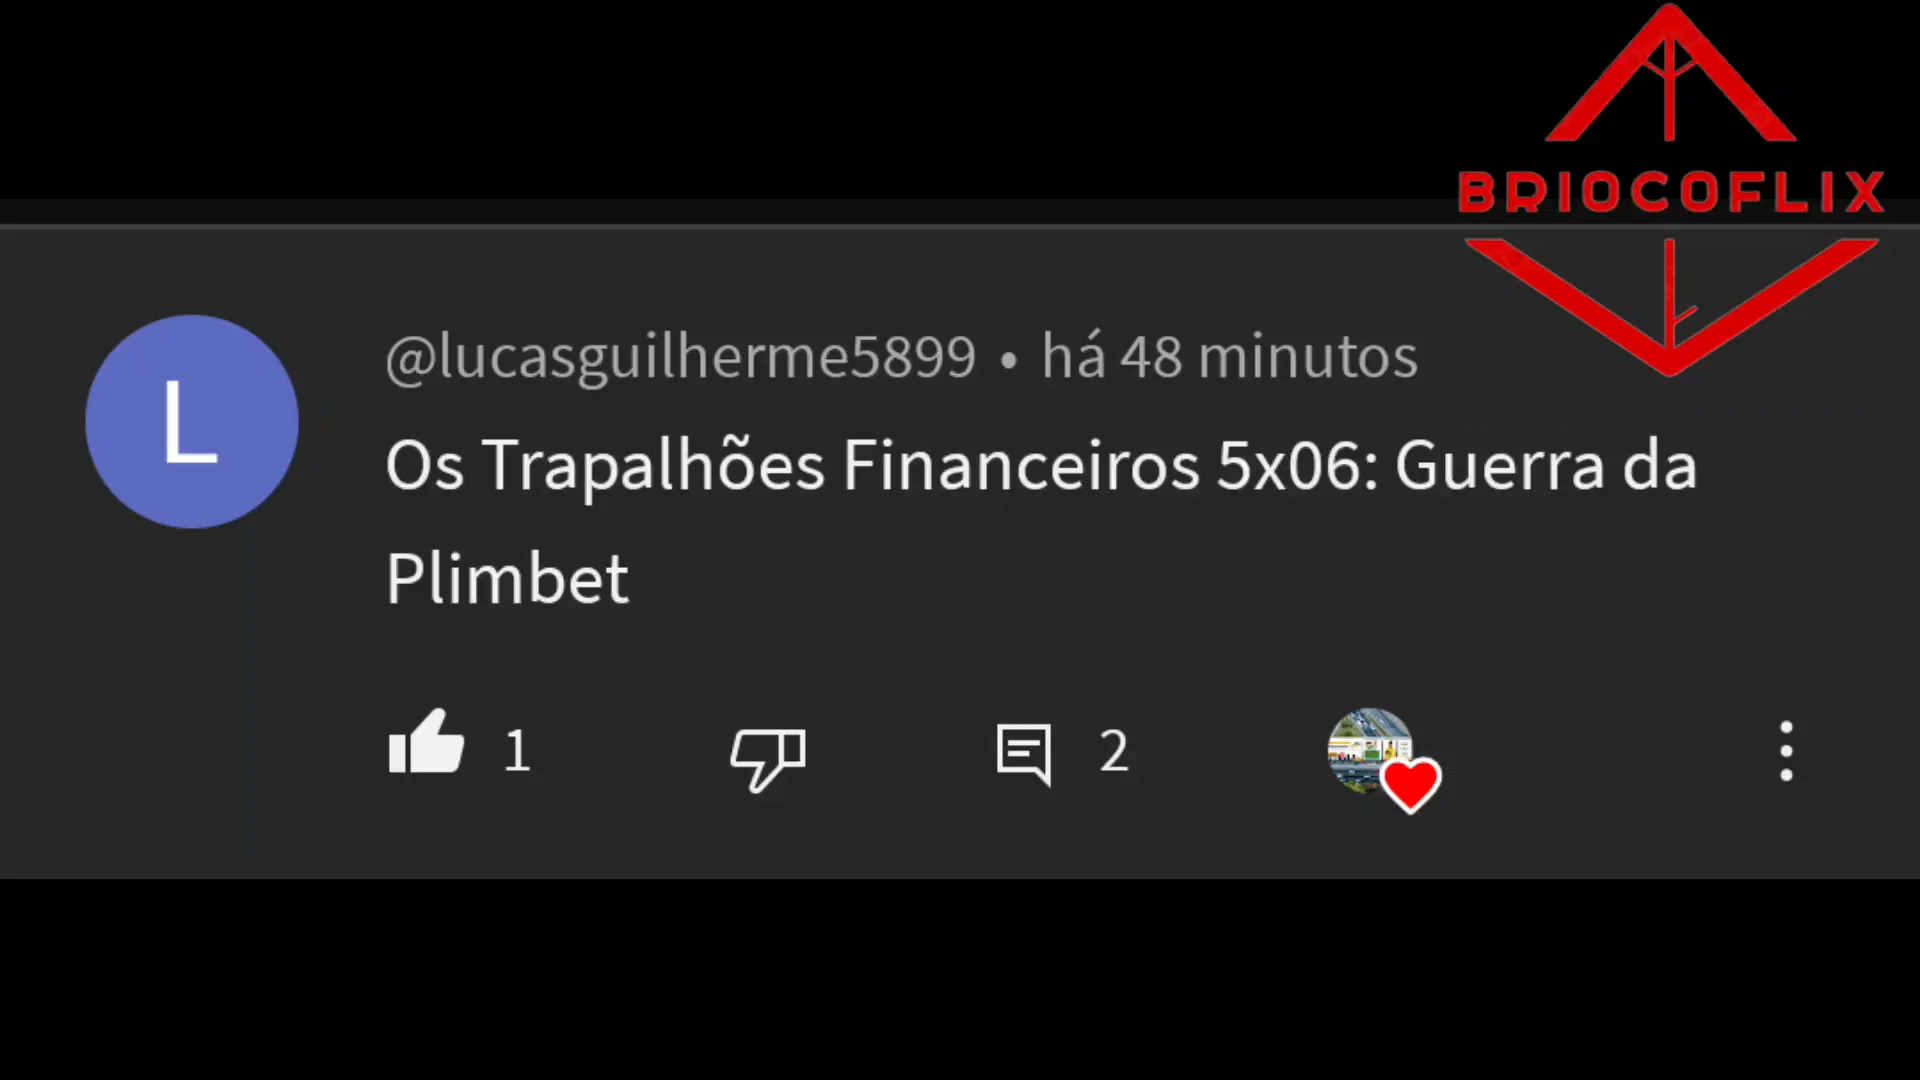 BRIOCOFLIX
L
@lucasguilherme5899 • há 48 minutos
Os Trapalhões Financeiros 5x06: Guerra da
Plimbet
1
2